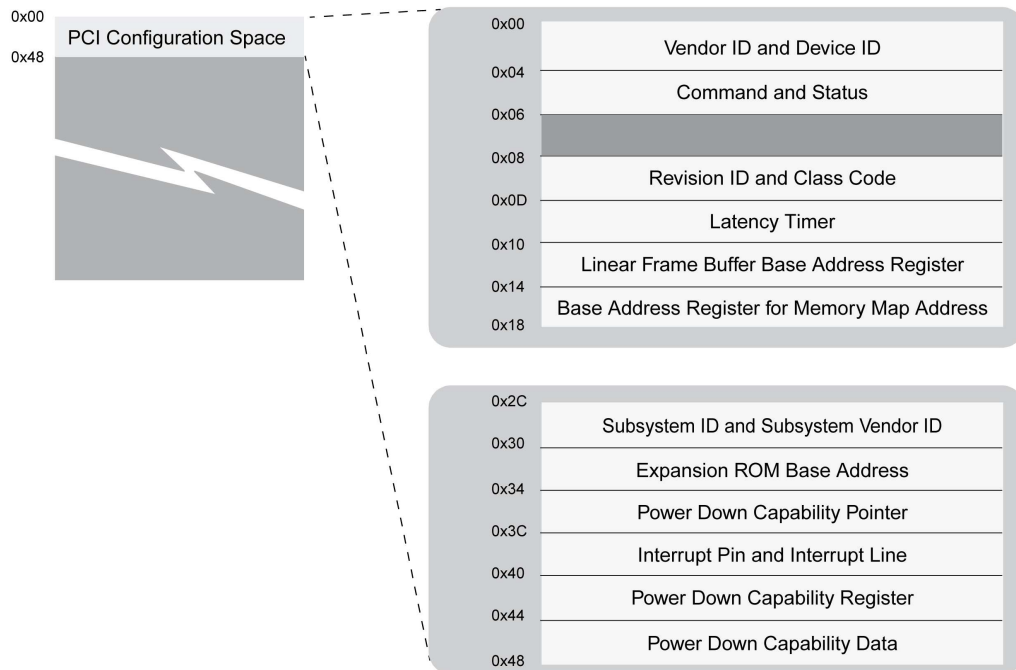 0x00
PCI Configuration Space
0x48
0x00
Vendor ID and Device ID
0x04
Command and Status
0x06
0x08
Revision ID and Class Code
0x0D
Latency Timer
0x10
Linear Frame Buffer Base Address Register
0x14
Base Address Register for Memory Map Address
0x18
0x2C
Subsystem ID and Subsystem Vendor ID
0x30
Expansion ROM Base Address
0x34
Power Down Capability Pointer
0x3C
Interrupt Pin and Interrupt Line
0x40
Power Down Capability Register
0x44
Power Down Capability Data
0x48